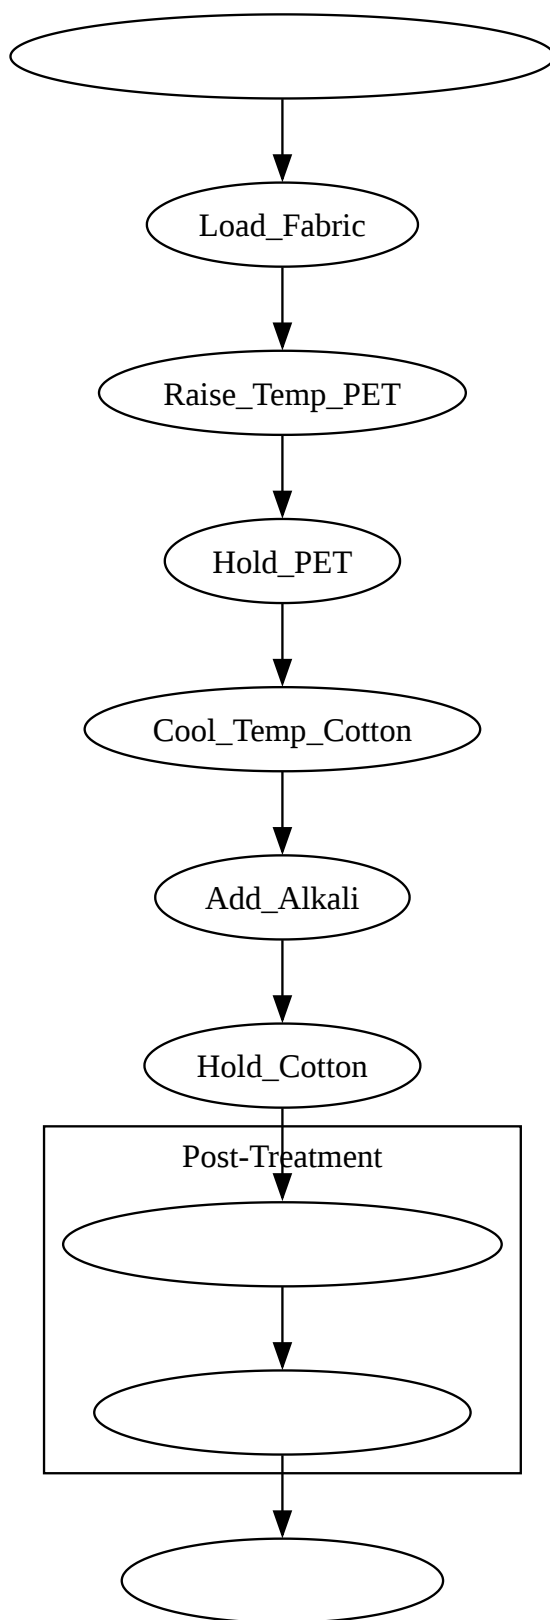 Load_Fabric
Raise_Temp_PET
Hold_PET
Cool_Temp_Cotton
Add_Alkali
Hold_Cotton
Post-Treatment